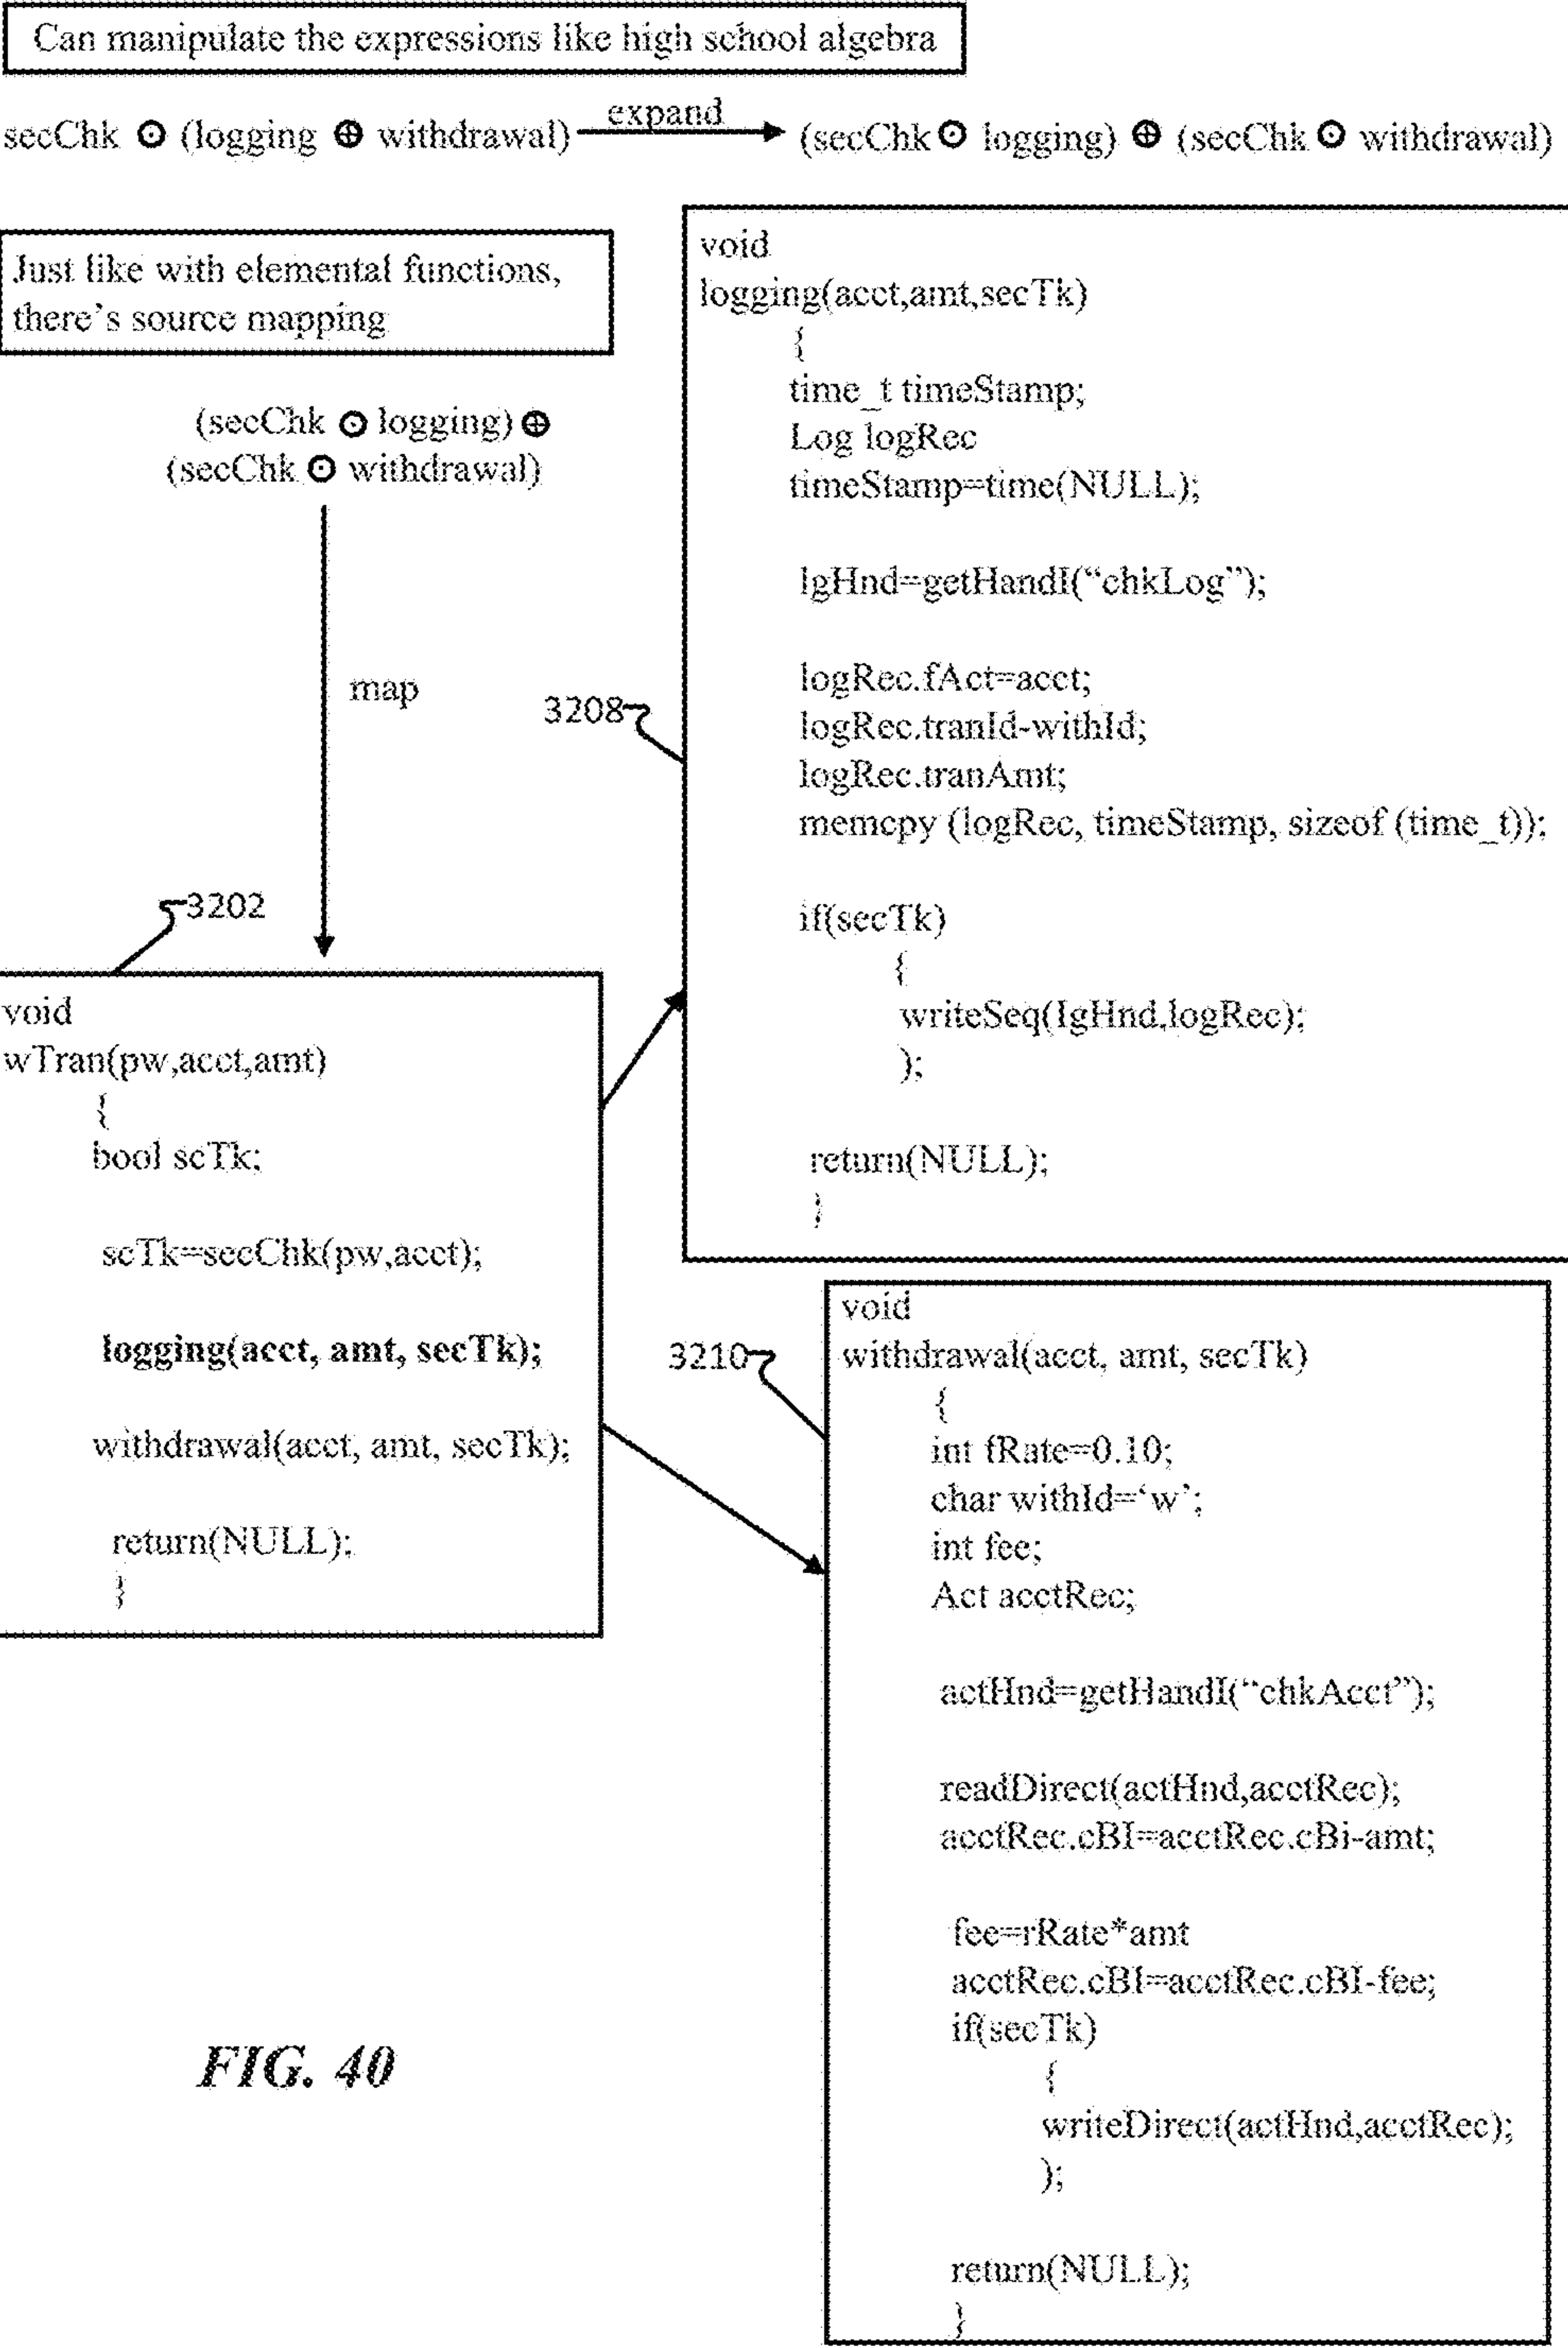 Can manipulate the expressions like high school algebra
secChk ⊙ (logging ⊕ withdrawal) expand (secChk ⊙ logging) ⊕ (secChk ⊙ withdrawal)
Just like with elemental functions,
there's source mapping
(secChk ⊙ logging) ⊕
(secChk ⊙ withdrawal)
map
3202
void
wTran(pw,acct,amt)
{
bool scTk;
scTk=secChk(pw,acct);
logging(acct, amt, secTk);
withdrawal(acct, amt, secTk);
return(NULL);
}
3208
void
logging(acct,amt,secTk)
{
time_t timeStamp;
Log logRec
timeStamp=time(NULL);
lgHnd=getHandI(“chkLog”);
logRec.fAct=acct;
logRec.tranId-withId;
logRec.tranAmt;
memcpy (logRec, timeStamp, sizeof (time_t));
if(secTk)
{
writeSeq(IgHnd,logRec);
);
return(NULL);
}
3210
void
withdrawal(acct, amt, secTk)
{
int fRate=0.10;
char withId=‘w’;
int fee;
Act acctRec;
actHnd=getHandI(“chkAcct”);
readDirect(actHnd,acctRec);
acctRec.cBI=acctRec.cBi-amt;
fee=rRate*amt
acctRec.cBI=acctRec.cBI-fee;
if(secTk)
{
writeDirect(actHnd,acctRec);
);
return(NULL);
}
FIG. 40